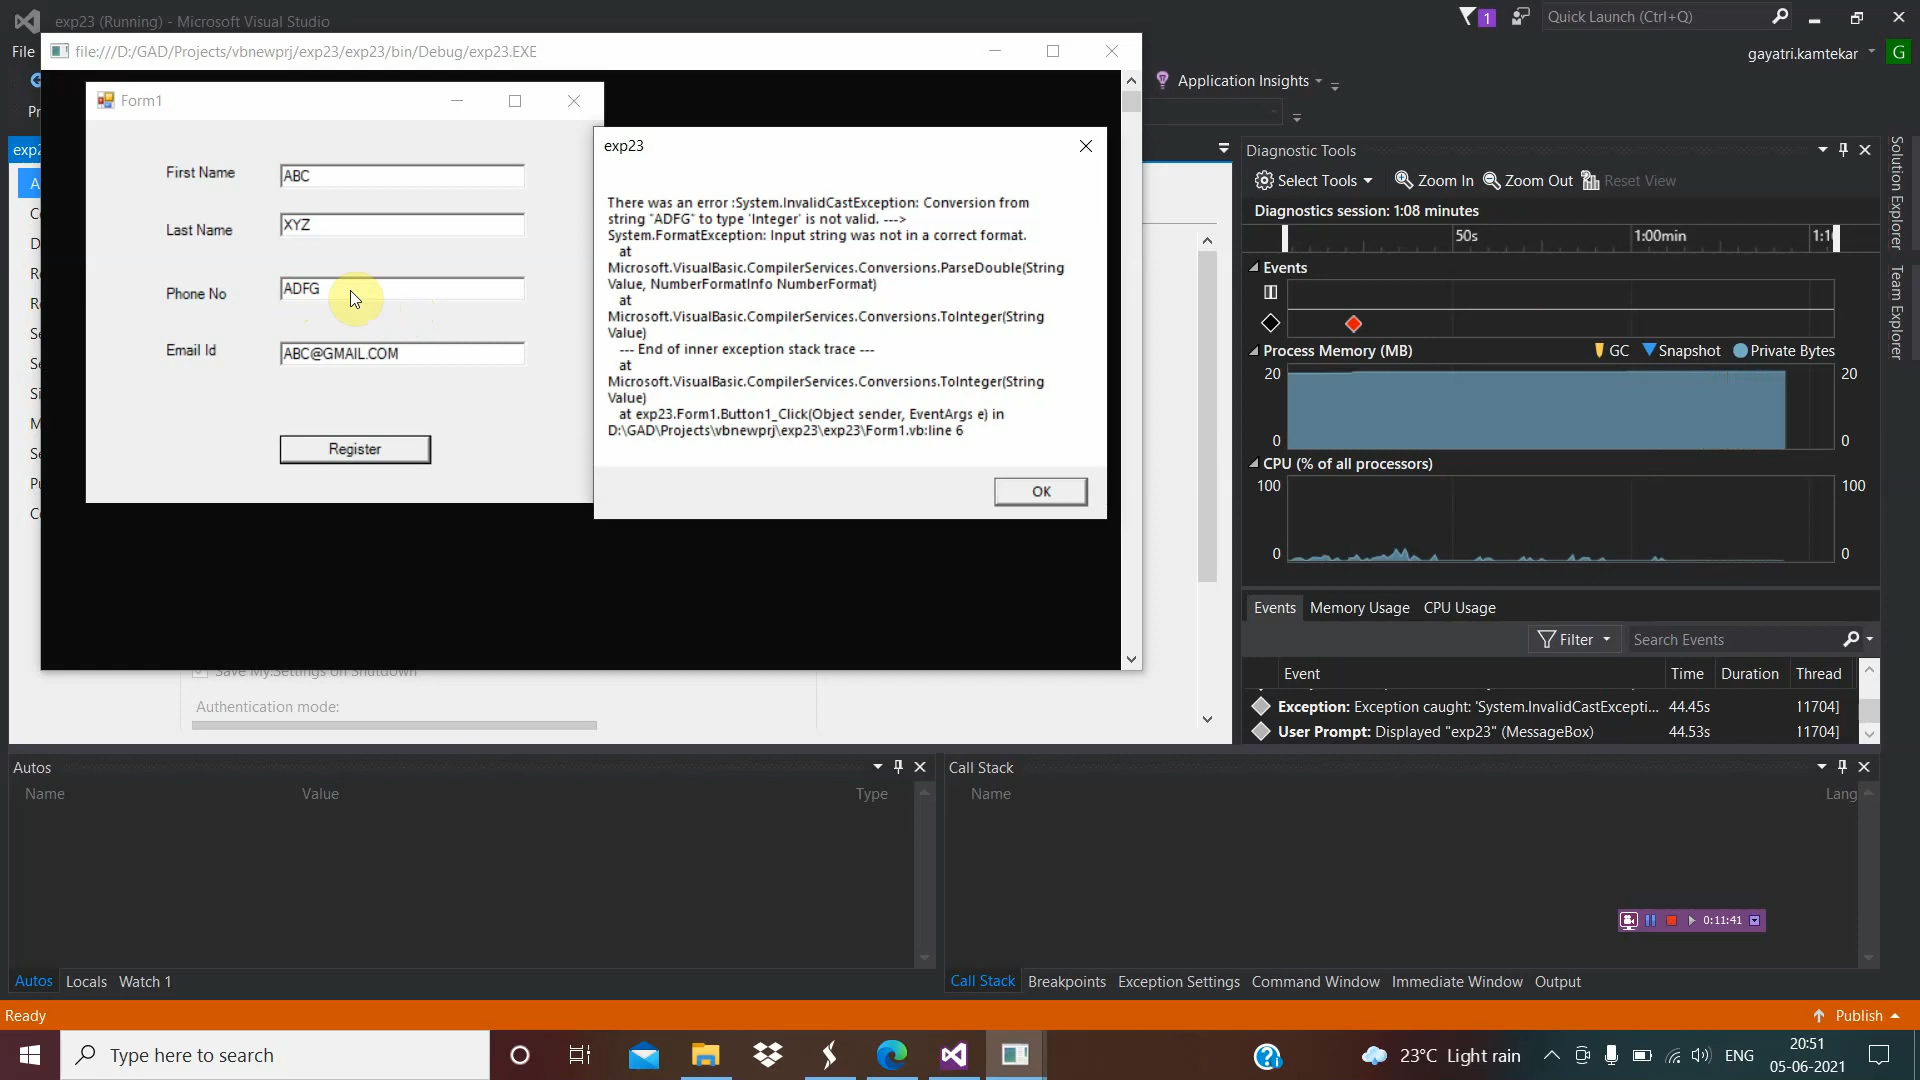 exp23 (Running) - Microsoft Visual Studio
1
Quick Launch (Ctrl+Q)
File
file:///D:/GAD/Projects/vbnewprj/exp23/exp23/bin/Debug/exp23.EXE
gayatri.kamtekar
G
Application Insights
Form1
exp23
Diagnostic Tools
Select Tools
Zoom In
Zoom Out
Reset View
Diagnostics session: 1:08 minutes
50s
1:00min
Solution Explorer
Team Explorer
First Name
ABC
Last Name
XYZ
Phone No
ADFG
Email Id
ABC@GMAIL.COM
Register
There was an error :System.InvalidCastException: Conversion from
string "ADFG" to type 'Integer' is not valid. --->
System.FormatException: Input string was not in a correct format.
at
Microsoft.VisualBasic.CompilerServices.Conversions.ParseDouble(String
Value, NumberFormatInfo NumberFormat)
at
Microsoft.VisualBasic.CompilerServices.Conversions.ToInteger(String
Value)
--- End of inner exception stack trace ---
at
Microsoft.VisualBasic.CompilerServices.Conversions.ToInteger(String
Value)
at exp23.Form1.Button1_Click(Object sender, EventArgs e) in
D:\GAD\Projects\vbnewprj\exp23\exp23\Form1.vb:line 6
OK
Events
Process Memory (MB)
GC
Snapshot
Private Bytes
20
20
0
0
CPU (% of all processors)
100
100
0
0
Events
Memory Usage
CPU Usage
Filter
Search Events
Event
Time
Duration
Thread
Exception: Exception caught: 'System.InvalidCastExcepti...
44.45s
11704]
User Prompt: Displayed "exp23" (MessageBox)
44.53s
11704]
Save My.Settings on Shutdown
Authentication mode:
Autos
Name
Value
Type
Call Stack
Name
Lang
0:11:41
Autos
Locals
Watch 1
Call Stack
Breakpoints
Exception Settings
Command Window
Immediate Window
Output
Ready
Publish
Type here to search
23°C Light rain
ENG
20:51
05-06-2021